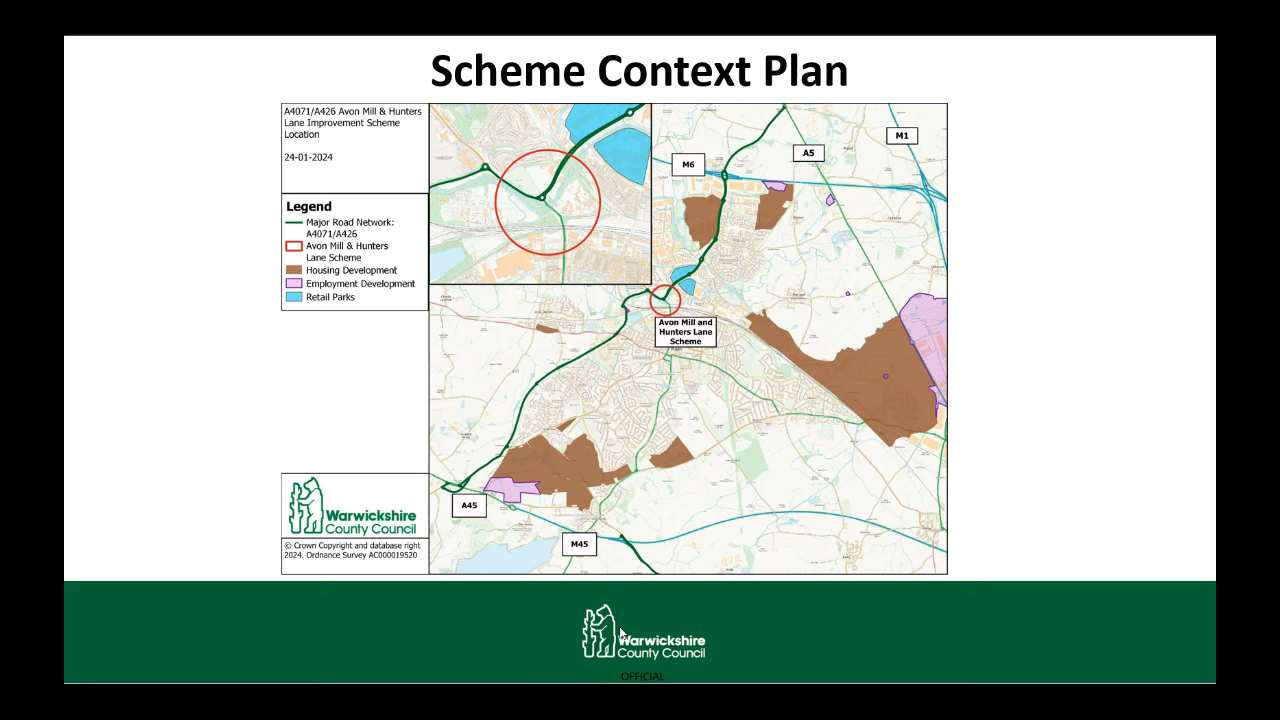 Scheme Context Plan
A4071/A426 Avon Mill & Hunters
Lane Improvement Scheme
Location
24-01-2024
Legend
Major Road Network:
A4071/A426
Avon Mill & Hunters
Lane Scheme
Housing Development
Employment Development
Retail Parks
M6
A5
M1
Avon Mill and
Hunters Lane
Scheme
A45
M45
Warwickshire
County Council
© Crown Copyright and database right
2024. Ordnance Survey AC000019520
Warwickshire
County Council
OFFICIAL